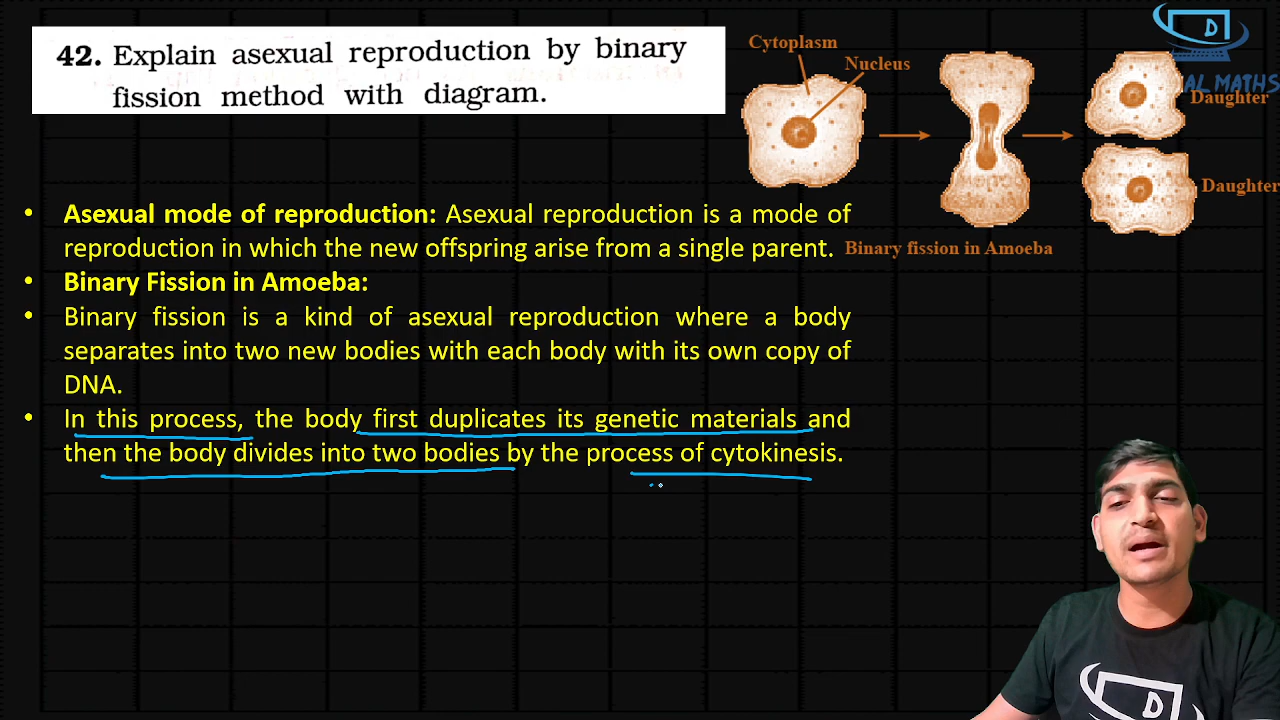 42. Explain asexual reproduction by binary
fission method with diagram.
Cytoplasm
Nucleus
D
AL MATHS
Daughter
Daughter
Binary fission in Amoeba
• Asexual mode of reproduction: Asexual reproduction is a mode of
reproduction in which the new offspring arise from a single parent.
• Binary Fission in Amoeba:
• Binary fission is a kind of asexual reproduction where a body
separates into two new bodies with each body with its own copy of
DNA.
• In this process, the body first duplicates its genetic materials and
then the body divides into two bodies by the process of cytokinesis.
D